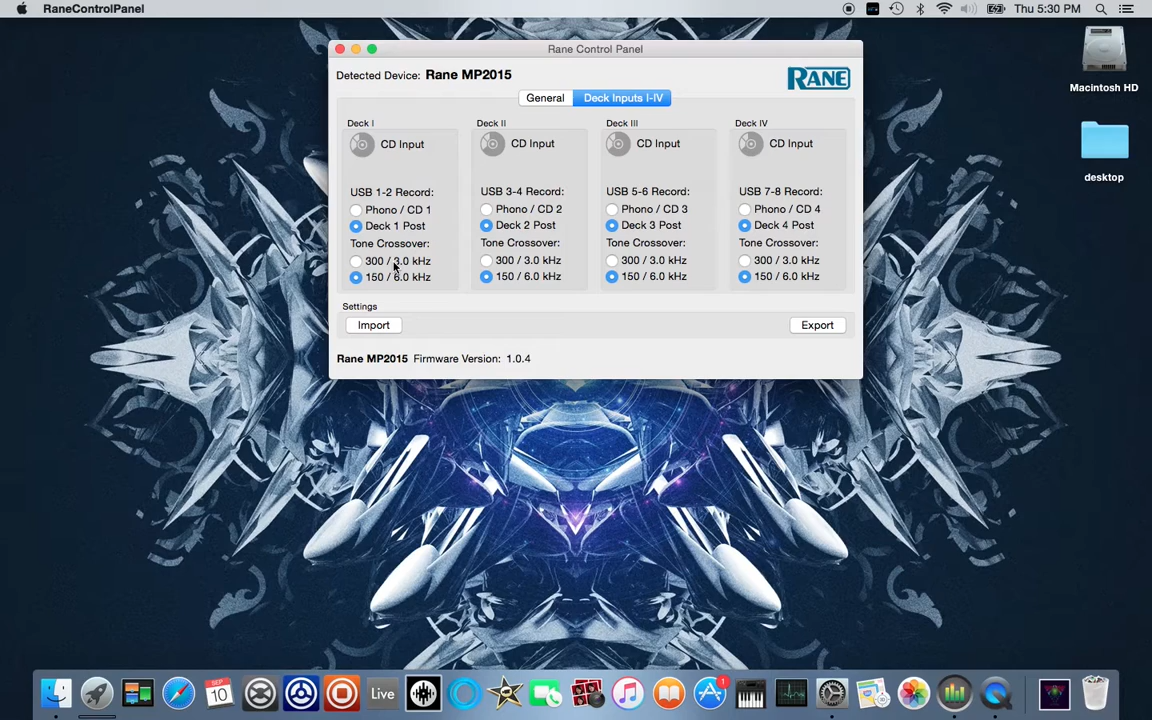 RaneControlPanel
Thu 5:30 PM
Rane Control Panel
Detected Device: Rane MP2015
RANE
General
Deck Inputs I-IV
Deck I
Deck II
Deck III
Deck IV
CD Input
CD Input
CD Input
CD Input
USB 1-2 Record:
USB 3-4 Record:
USB 5-6 Record:
USB 7-8 Record:
Phono / CD 1
Phono / CD 2
Phono / CD 3
Phono / CD 4
Deck 1 Post
Deck 2 Post
Deck 3 Post
Deck 4 Post
Tone Crossover:
Tone Crossover:
Tone Crossover:
Tone Crossover:
300 / 3.0 kHz
300 / 3.0 kHz
300 / 3.0 kHz
300 / 3.0 kHz
150 / 6.0 kHz
150 / 6.0 kHz
150 / 6.0 kHz
150 / 6.0 kHz
Settings
Import
Export
Rane MP2015 Firmware Version: 1.0.4
Macintosh HD
desktop
SEP
10
Live
1